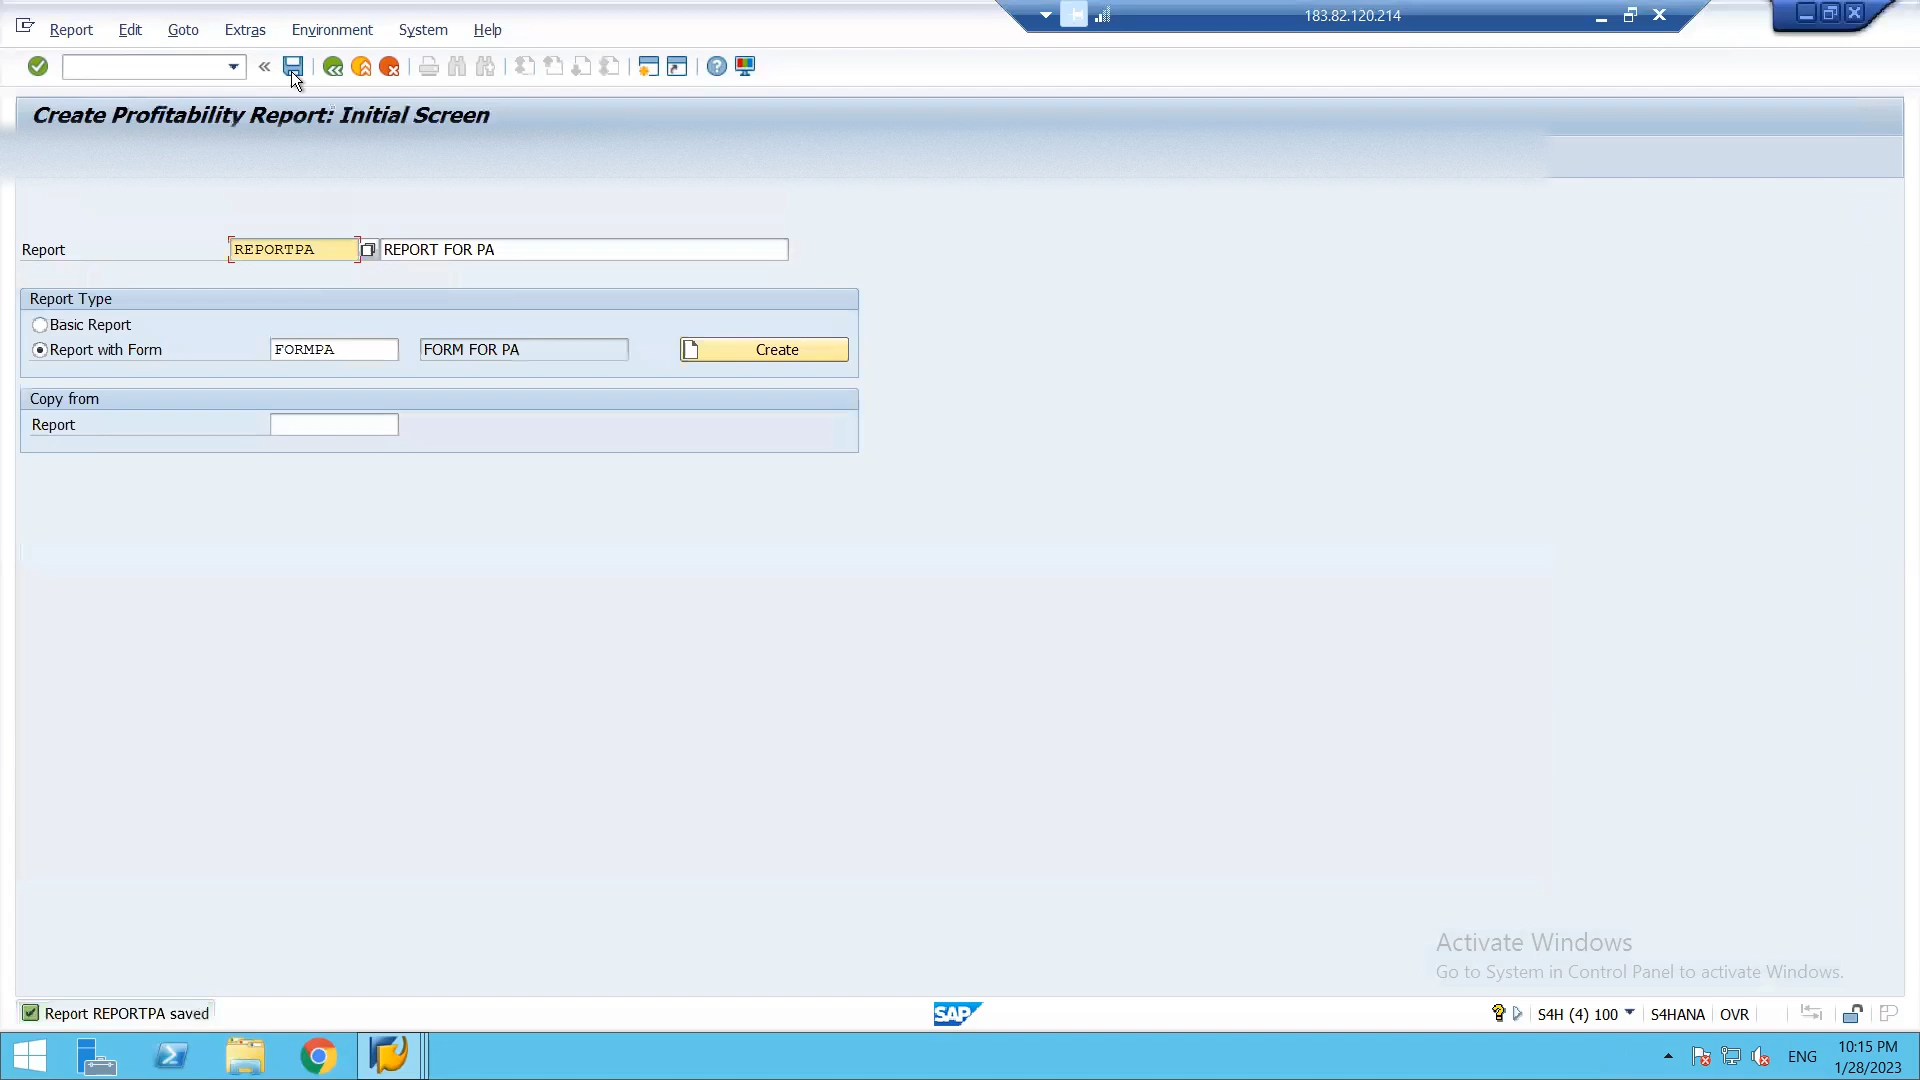 183.82.120.214
Report Edit Goto Extras Environment System Help
Create Profitability Report: Initial Screen
Report REPORTPA REPORT FOR PA
Report Type
Basic Report
Report with Form FORMPA FORM FOR PA Create
Copy from
Report
Activate Windows
Go to System in Control Panel to activate Windows.
Report REPORTPA saved SAP S4H (4) 100 S4HANA OVR
ENG 10:15 PM
1/28/2023